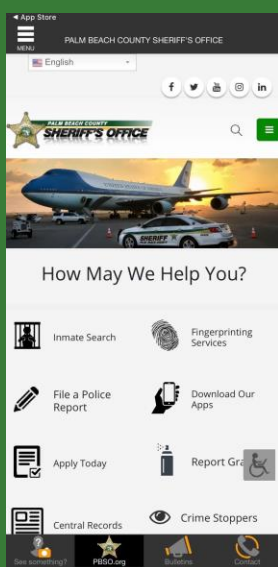 App Store
MENU
PALM BEACH COUNTY SHERIFF'S OFFICE
English
PALM BEACH COUNTY
SHERIFF'S OFFICE
SHERIFF
How May We Help You?
Inmate Search
Fingerprinting
Services
File a Police
Report
Download Our
Apps
Apply Today
Report Gra
Central Records
Crime Stoppers
See something?
PBSO.org
Bulletins
Contact